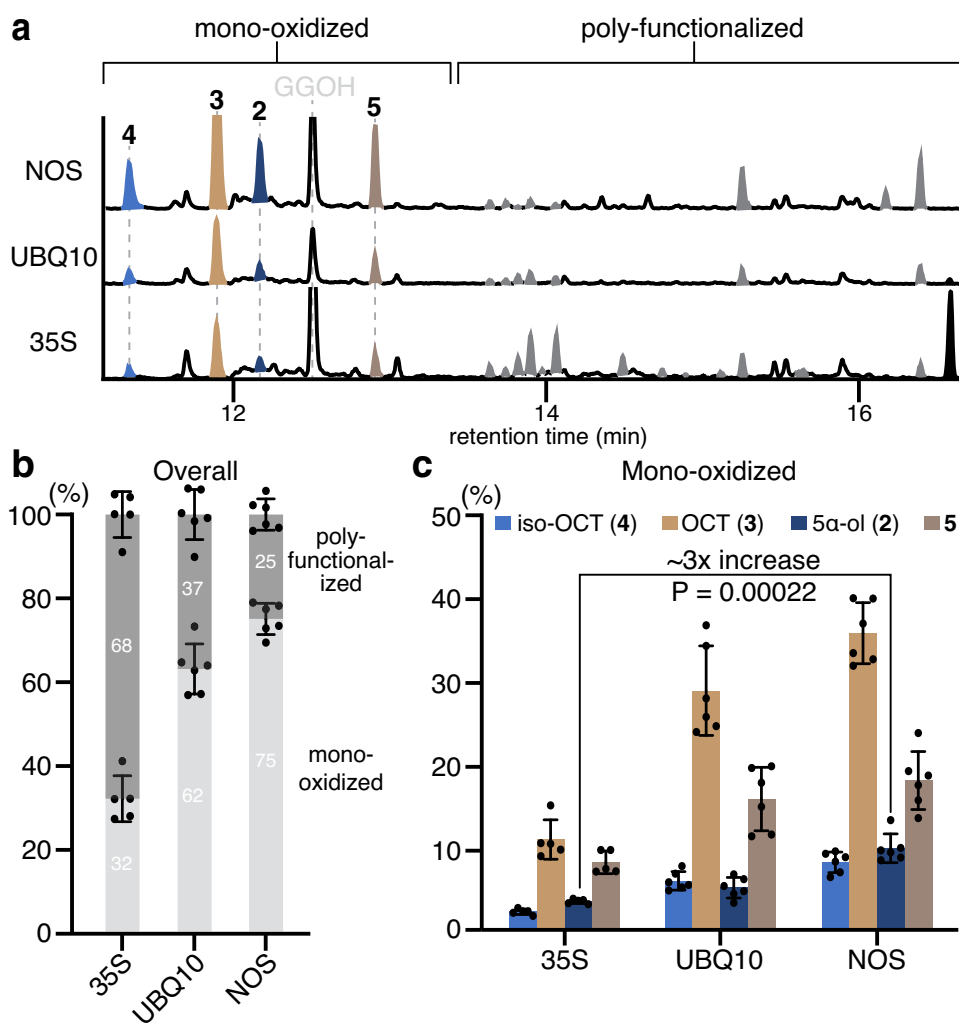 a
mono-oxidized
poly-functionalized
GGOH
4
3
2
5
NOS
UBQ10
35S
12
14
16
retention time (min)
b
Overall
(%)
100
80
60
40
20
0
68
32
37
62
25
75
poly-
functional-
ized
mono-
oxidized
35S
UBQ10
NOS
c
Mono-oxidized
(%)
50
40
30
20
10
0
iso-OCT (4)
OCT (3)
5α-ol (2)
5
~3x increase
P = 0.00022
35S
UBQ10
NOS